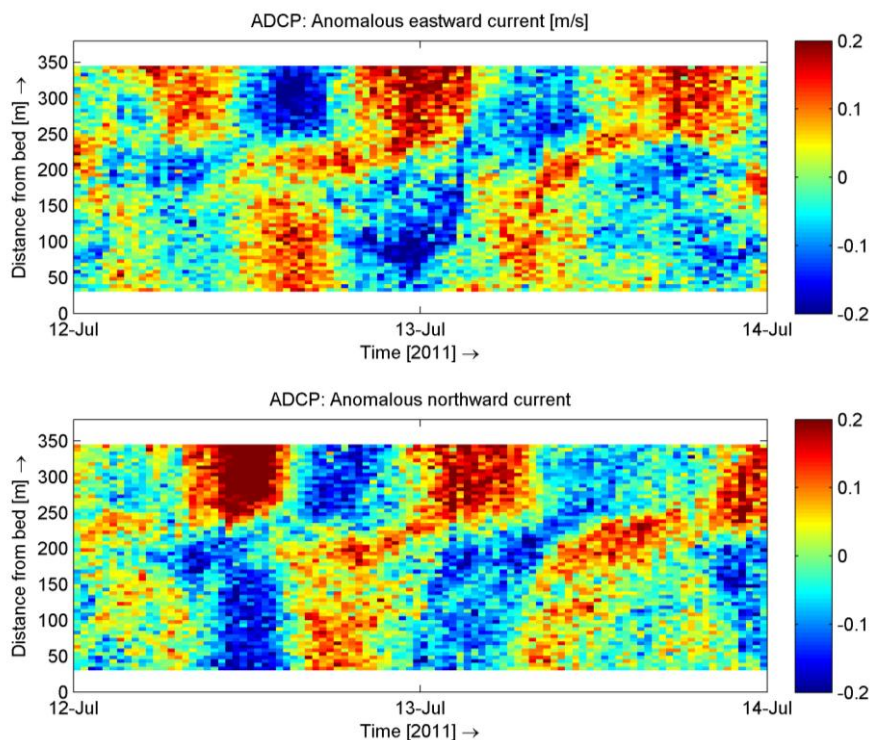 ADCP: Anomalous eastward current [m/s]
Distance from bed [m] →
350
300
250
200
150
100
50
0
12-Jul
13-Jul
14-Jul
Time [2011] →
0.2
0.1
0
-0.1
-0.2
ADCP: Anomalous northward current
Distance from bed [m] →
350
300
250
200
150
100
50
0
12-Jul
13-Jul
14-Jul
Time [2011] →
0.2
0.1
0
-0.1
-0.2